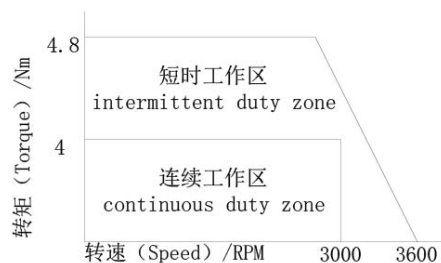 4.8
短时工作区
intermittent duty zone
转矩（Torque）/Nm
4
连续工作区
continuous duty zone
转速（Speed）/RPM
3000
3600